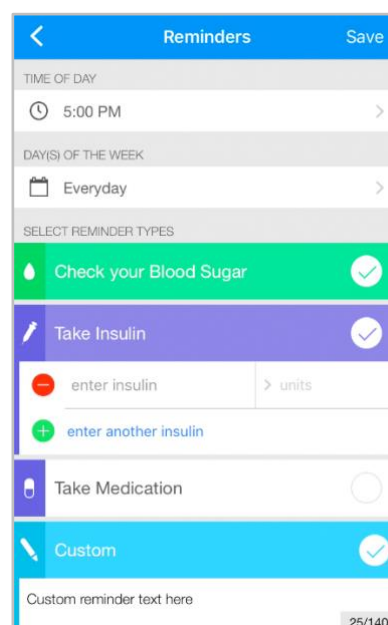 Reminders Save
TIME OF DAY
5:00 PM
DAY(S) OF THE WEEK
Everyday
SELECT REMINDER TYPES
Check your Blood Sugar
Take Insulin
enter insulin > units
enter another insulin
Take Medication
Custom
Custom reminder text here
25/140